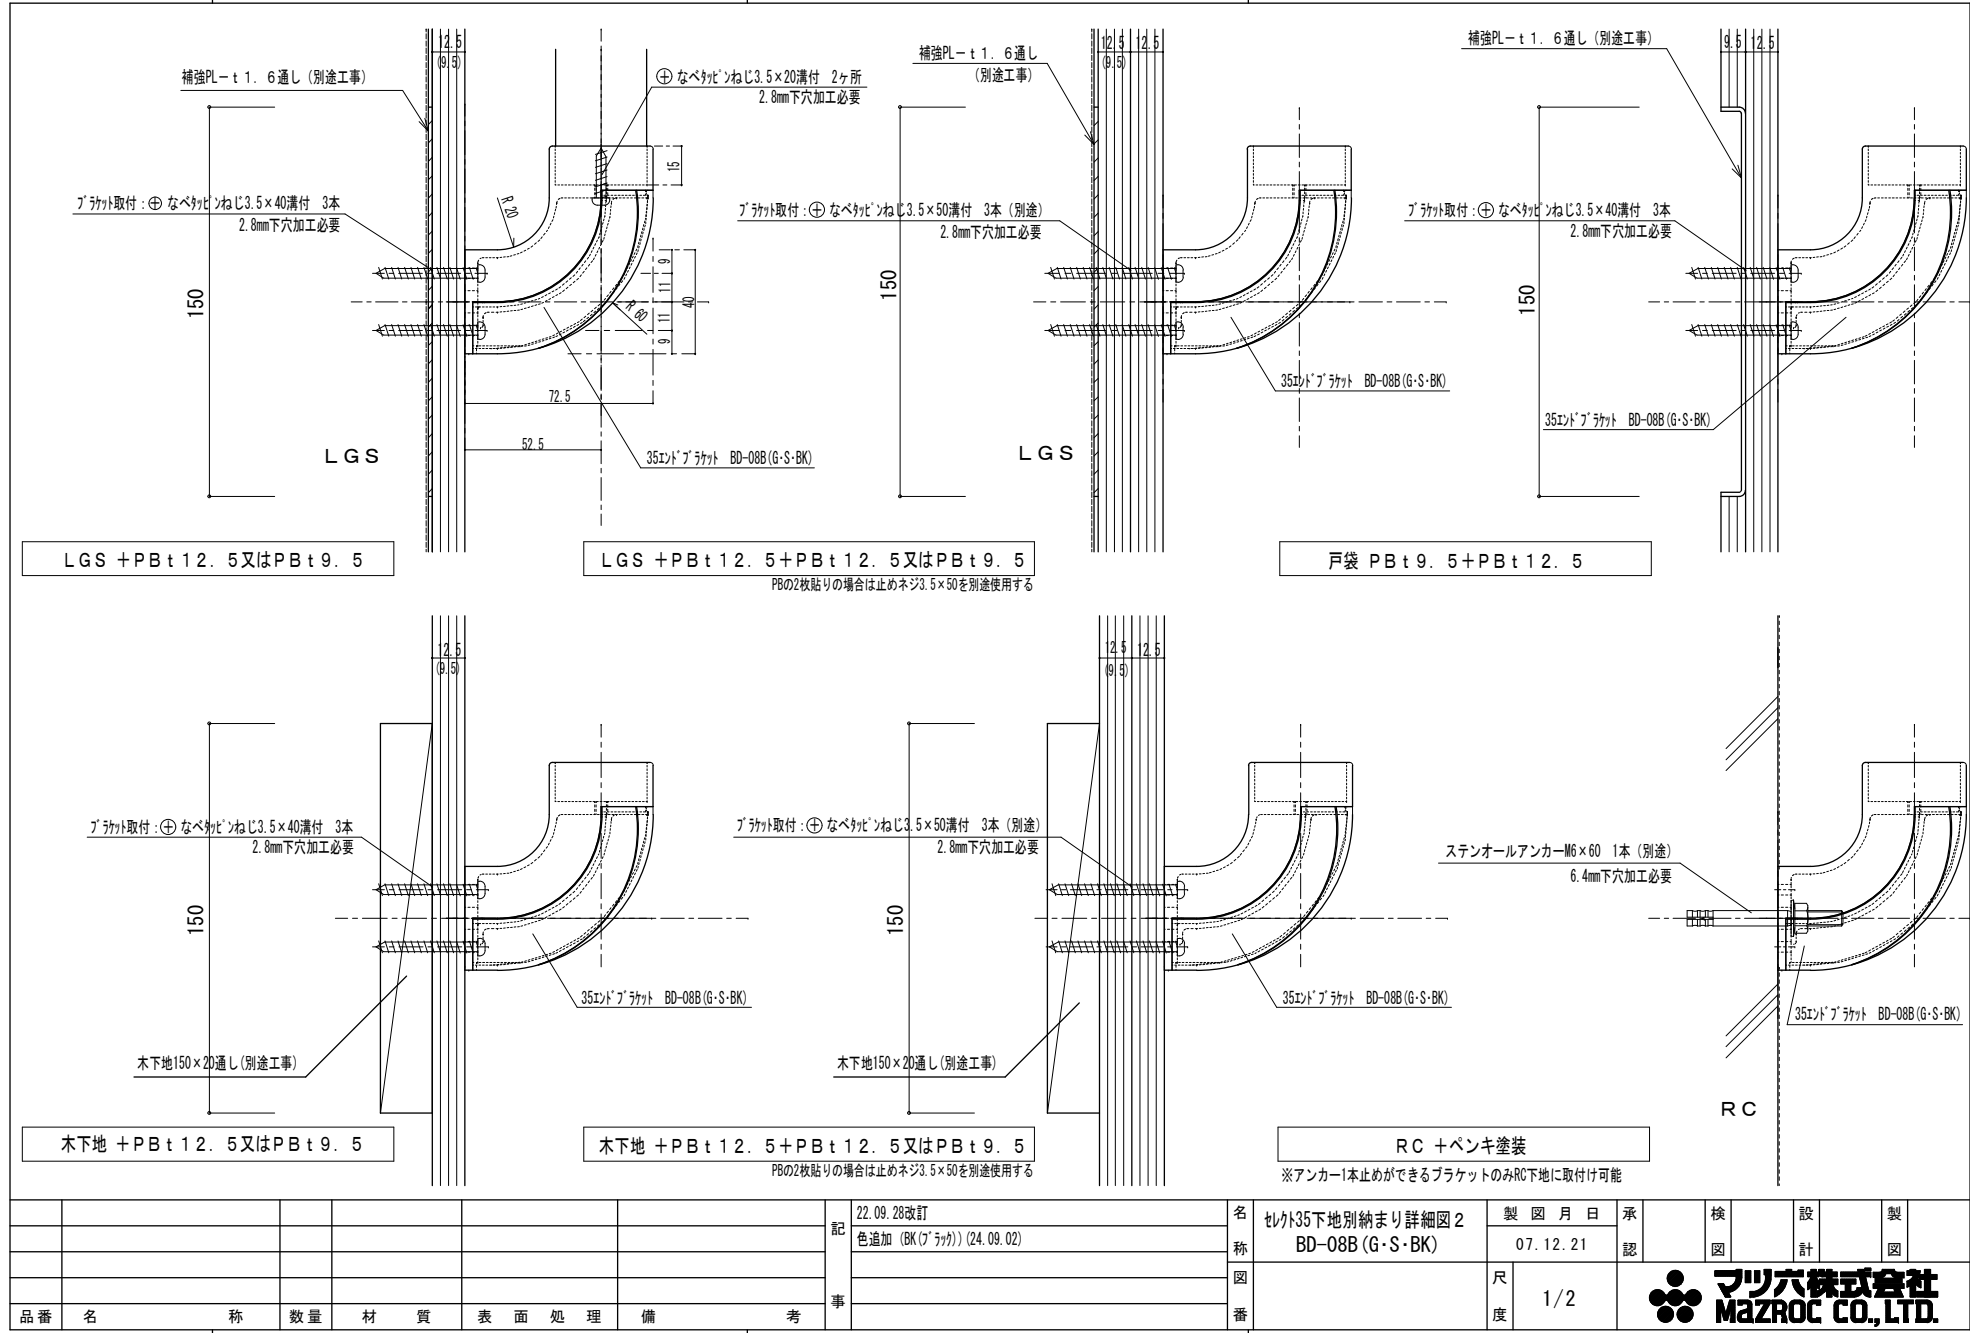 12.5
(9.5)
補強PL-t1.6通し(別途工事)
⊕なべタッピンねじ3.5×20溝付 2ヶ所
2.8mm下穴加工必要
15
R 20
ブラケット取付:⊕なべタッピンねじ3.5×40溝付 3本
2.8mm下穴加工必要
150
9
11
40
11
9
R 60
72.5
52.5
35エンドブラケット BD-08B(G·S·BK)
LGS
LGS+PBt12.5又はPBt9.5
12.5 12.5
(9.5)
補強PL-t1.6通し
(別途工事)
ブラケット取付:⊕なべタッピンねじ3.5×50溝付 3本(別途)
2.8mm下穴加工必要
150
35エンドブラケット BD-08B(G·S·BK)
LGS
LGS+PBt12.5+PBt12.5又はPBt9.5
PBの2枚貼りの場合は止めネジ3.5×50を別途使用する
9.5 12.5
補強PL-t1.6通し(別途工事)
ブラケット取付:⊕なべタッピンねじ3.5×40溝付 3本
2.8mm下穴加工必要
150
35エンドブラケット BD-08B(G·S·BK)
戸袋 PBt9.5+PBt12.5
12.5
(9.5)
ブラケット取付:⊕なべタッピンねじ3.5×40溝付 3本
2.8mm下穴加工必要
150
35エンドブラケット BD-08B(G·S·BK)
木下地150×20通し(別途工事)
木下地+PBt12.5又はPBt9.5
12.5 12.5
(9.5)
ブラケット取付:⊕なべタッピンねじ3.5×50溝付 3本(別途)
2.8mm下穴加工必要
150
35エンドブラケット BD-08B(G·S·BK)
木下地150×20通し(別途工事)
木下地+PBt12.5+PBt12.5又はPBt9.5
PBの2枚貼りの場合は止めネジ3.5×50を別途使用する
ステンオールアンカーM6×60 1本(別途)
6.4mm下穴加工必要
35エンドブラケット BD-08B(G·S·BK)
RC
RC+ペンキ塗装
※アンカー1本止めができるブラケットのみRC下地に取付け可能
品番 名称 数量 材質 表面処理 備考
記事
22.09.28改訂
色追加(BK(ブラック))(24.09.02)
名称
セレクト35下地別納まり詳細図2
BD-08B(G·S·BK)
図番
製図月日
07.12.21
尺度
1/2
承認
検図
設計
製図
マツ六株式会社
MAZROC CO.,LTD.